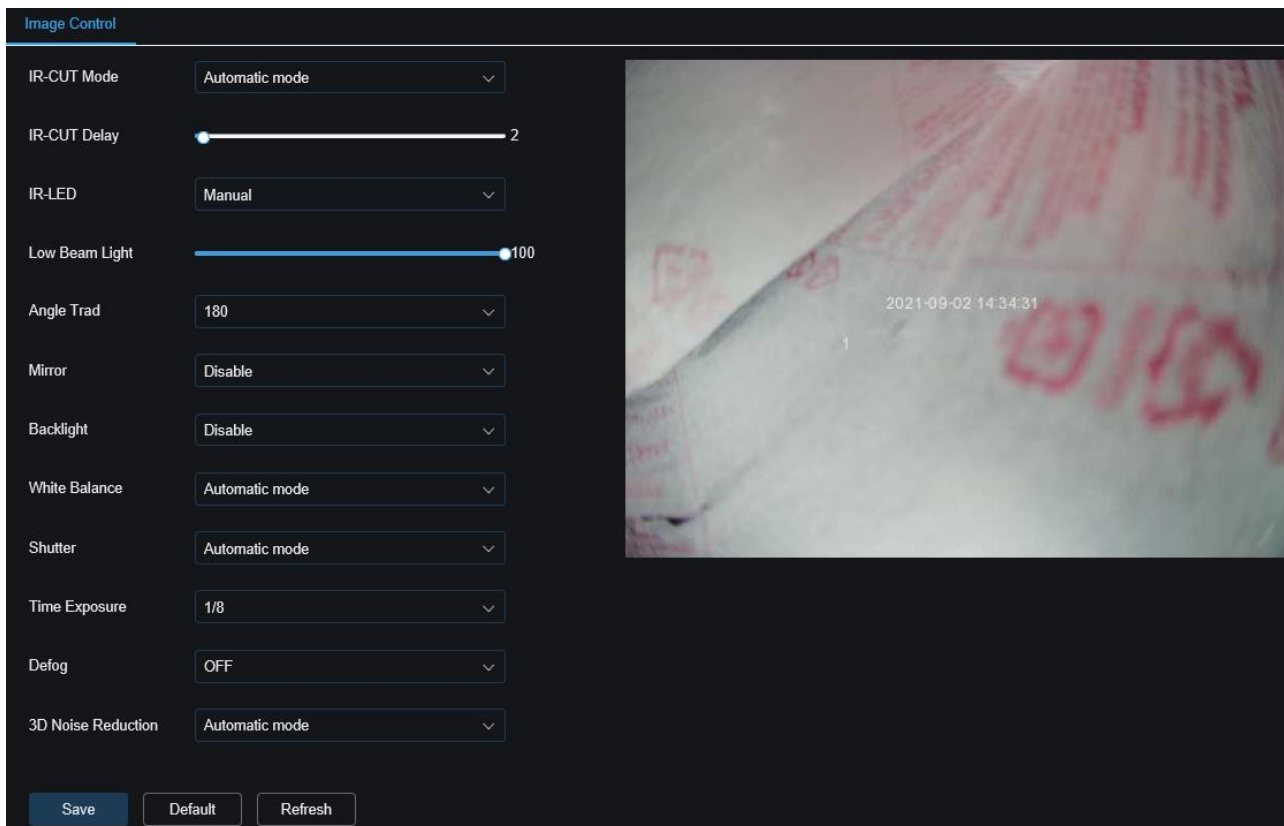 Image Control
IR-CUT Mode Automatic mode
IR-CUT Delay 2
IR-LED Manual
Low Beam Light 100
Angle Trad 180
Mirror Disable
Backlight Disable
White Balance Automatic mode
Shutter Automatic mode
Time Exposure 1/8
Defog OFF
3D Noise Reduction Automatic mode
Save Default Refresh
2021-09-02 14:34:31
1